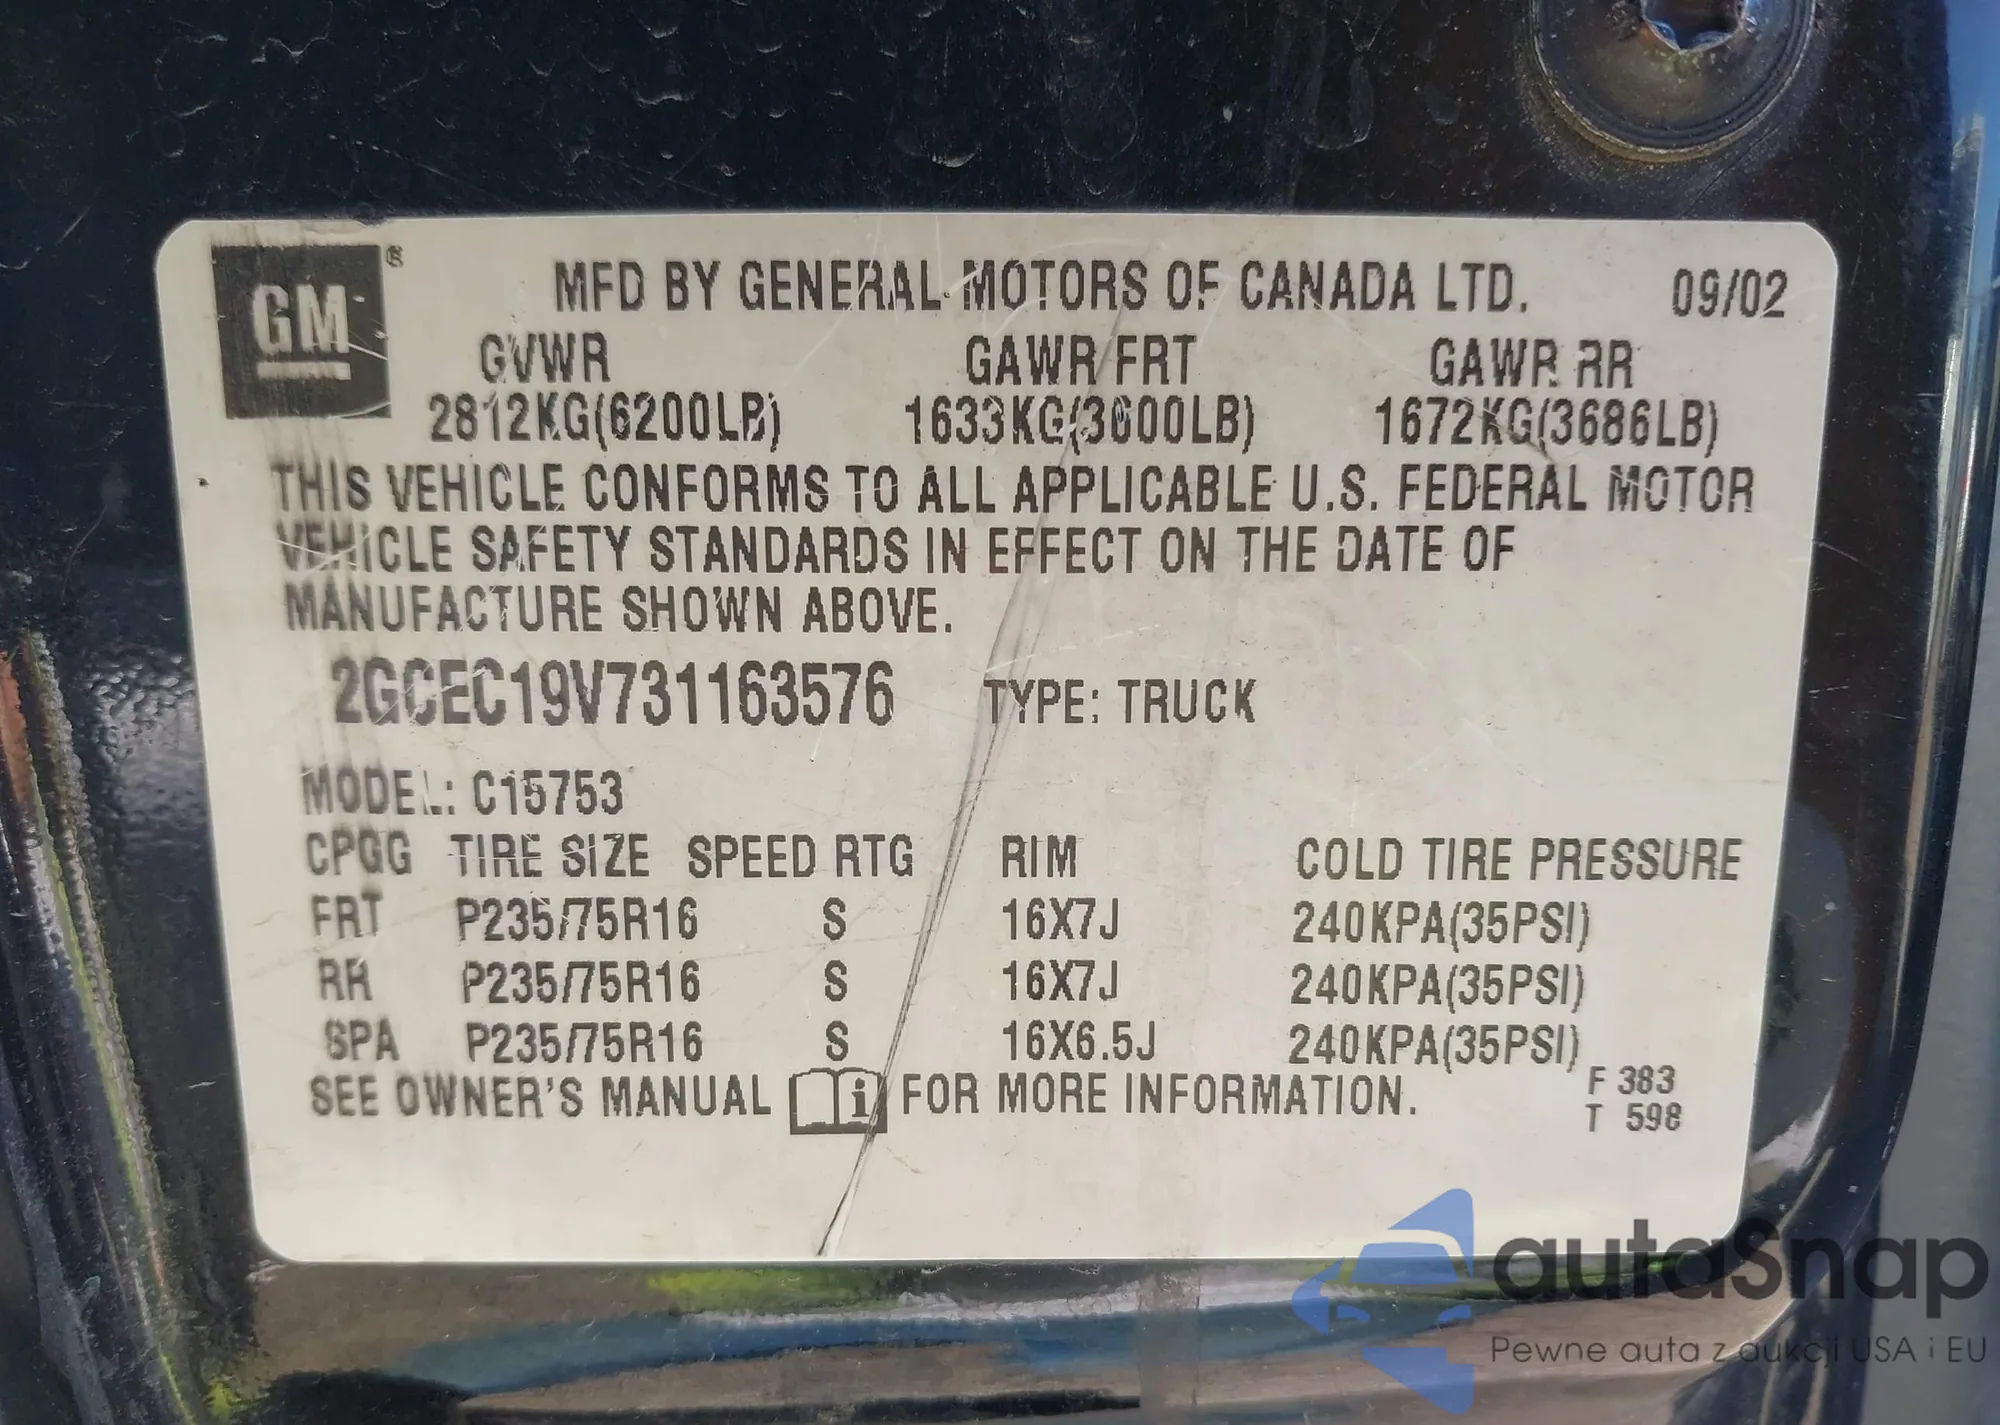 GM ®
MFD BY GENERAL MOTORS OF CANADA LTD. 09/02
GVWR GAWR FRT GAWR RR
2812KG(6200LB) 1633KG(3600LB) 1672KG(3686LB)
THIS VEHICLE CONFORMS TO ALL APPLICABLE U.S. FEDERAL MOTOR
VEHICLE SAFETY STANDARDS IN EFFECT ON THE DATE OF
MANUFACTURE SHOWN ABOVE.
2GCEC19V731163576 TYPE: TRUCK
MODEL: C15753
CPGG TIRE SIZE SPEED RTG RIM COLD TIRE PRESSURE
FRT P235/75R16 S 16X7J 240KPA(35PSI)
RR P235/75R16 S 16X7J 240KPA(35PSI)
SPA P235/75R16 S 16X6.5J 240KPA(35PSI)
SEE OWNER'S MANUAL i FOR MORE INFORMATION.
F 383
T 598
autaSnap
Pewne auta z aukcji USA i EU